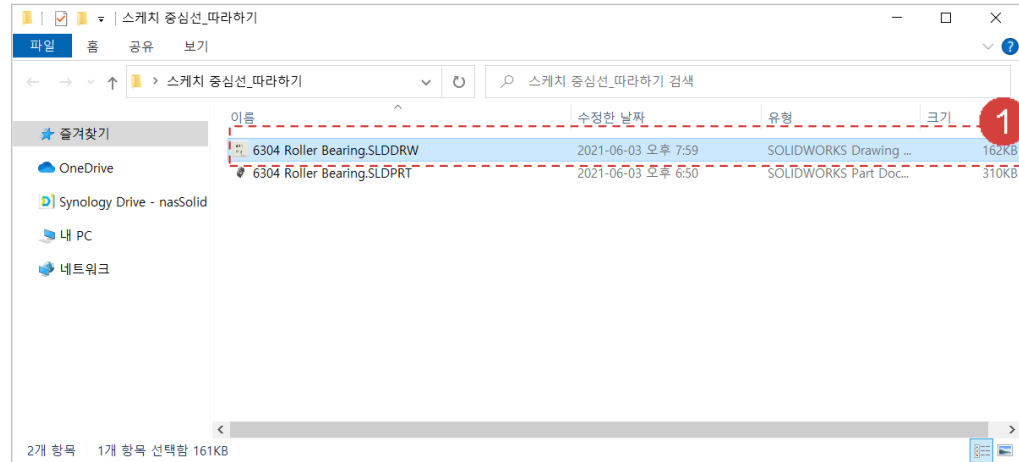 스케치 중심선_따라하기
파일 홈 공유 보기
스케치 중심선_따라하기 스케치 중심선_따라하기 검색
이름 수정한 날짜 유형 크기
1
즐겨찾기
6304 Roller Bearing.SLDDRW 2021-06-03 오후 7:59 SOLIDWORKS Drawing ... 162KB
OneDrive
6304 Roller Bearing.SLDPRT 2021-06-03 오후 6:50 SOLIDWORKS Part Doc... 310KB
Synology Drive - nasSolid
내 PC
네트워크
2개 항목 1개 항목 선택함 161KB